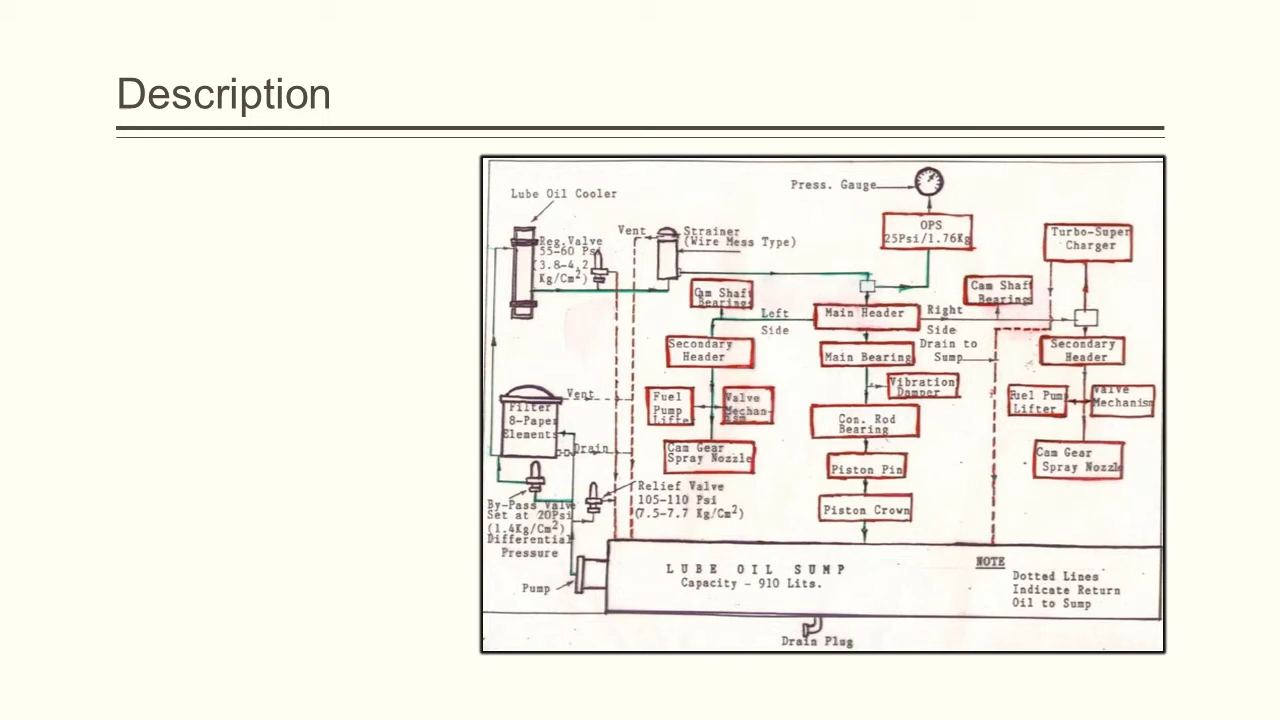 Description
Press. Gauge
Lube Oil Cooler
OPS
25Psi/1.76Kg
Vent
Strainer
(Wire Mess Type)
Turbo-Super
Charger
Reg.Valve
55-60 Psi
(3.8-4.2
Kg/Cm2)
Cam Shaft
Bearings
Cam Shaft
Bearings
Left
Side
Main Header
Right
Side
Secondary
Header
Main Bearing
Drain to
Sump
Secondary
Header
Vibration
Damper
Vent
Filter
8-Paper
Elements
Fuel
Pump
Lifter
Valve
Mechan-
ism
Fuel Pump
Lifter
Valve
Mechanism
Con. Rod
Bearing
Drain
Cam Gear
Spray Nozzle
Piston Pin
Cam Gear
Spray Nozzle
By-Pass Valve
Set at 20Psi
(1.4Kg/Cm2)
Differential
Pressure
Relief Valve
105-110 Psi
(7.5-7.7 Kg/Cm2)
Piston Crown
Pump
LUBE OIL SUMP
Capacity - 910 Lits.
NOTE
Dotted Lines
Indicate Return
Oil to Sump
Drain Plug